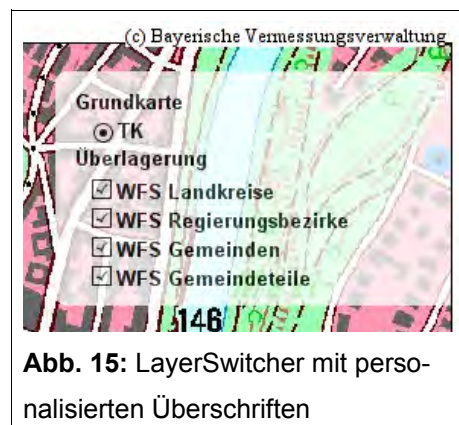 (c) Bayerische Vermessungsverwaltung
Grundkarte
TK
Überlagerung
WFS Landkreise
WFS Regierungsbezirke
WFS Gemeinden
WFS Gemeindeteile
146
Abb. 15: LayerSwitcher mit perso-
nalisierten Überschriften